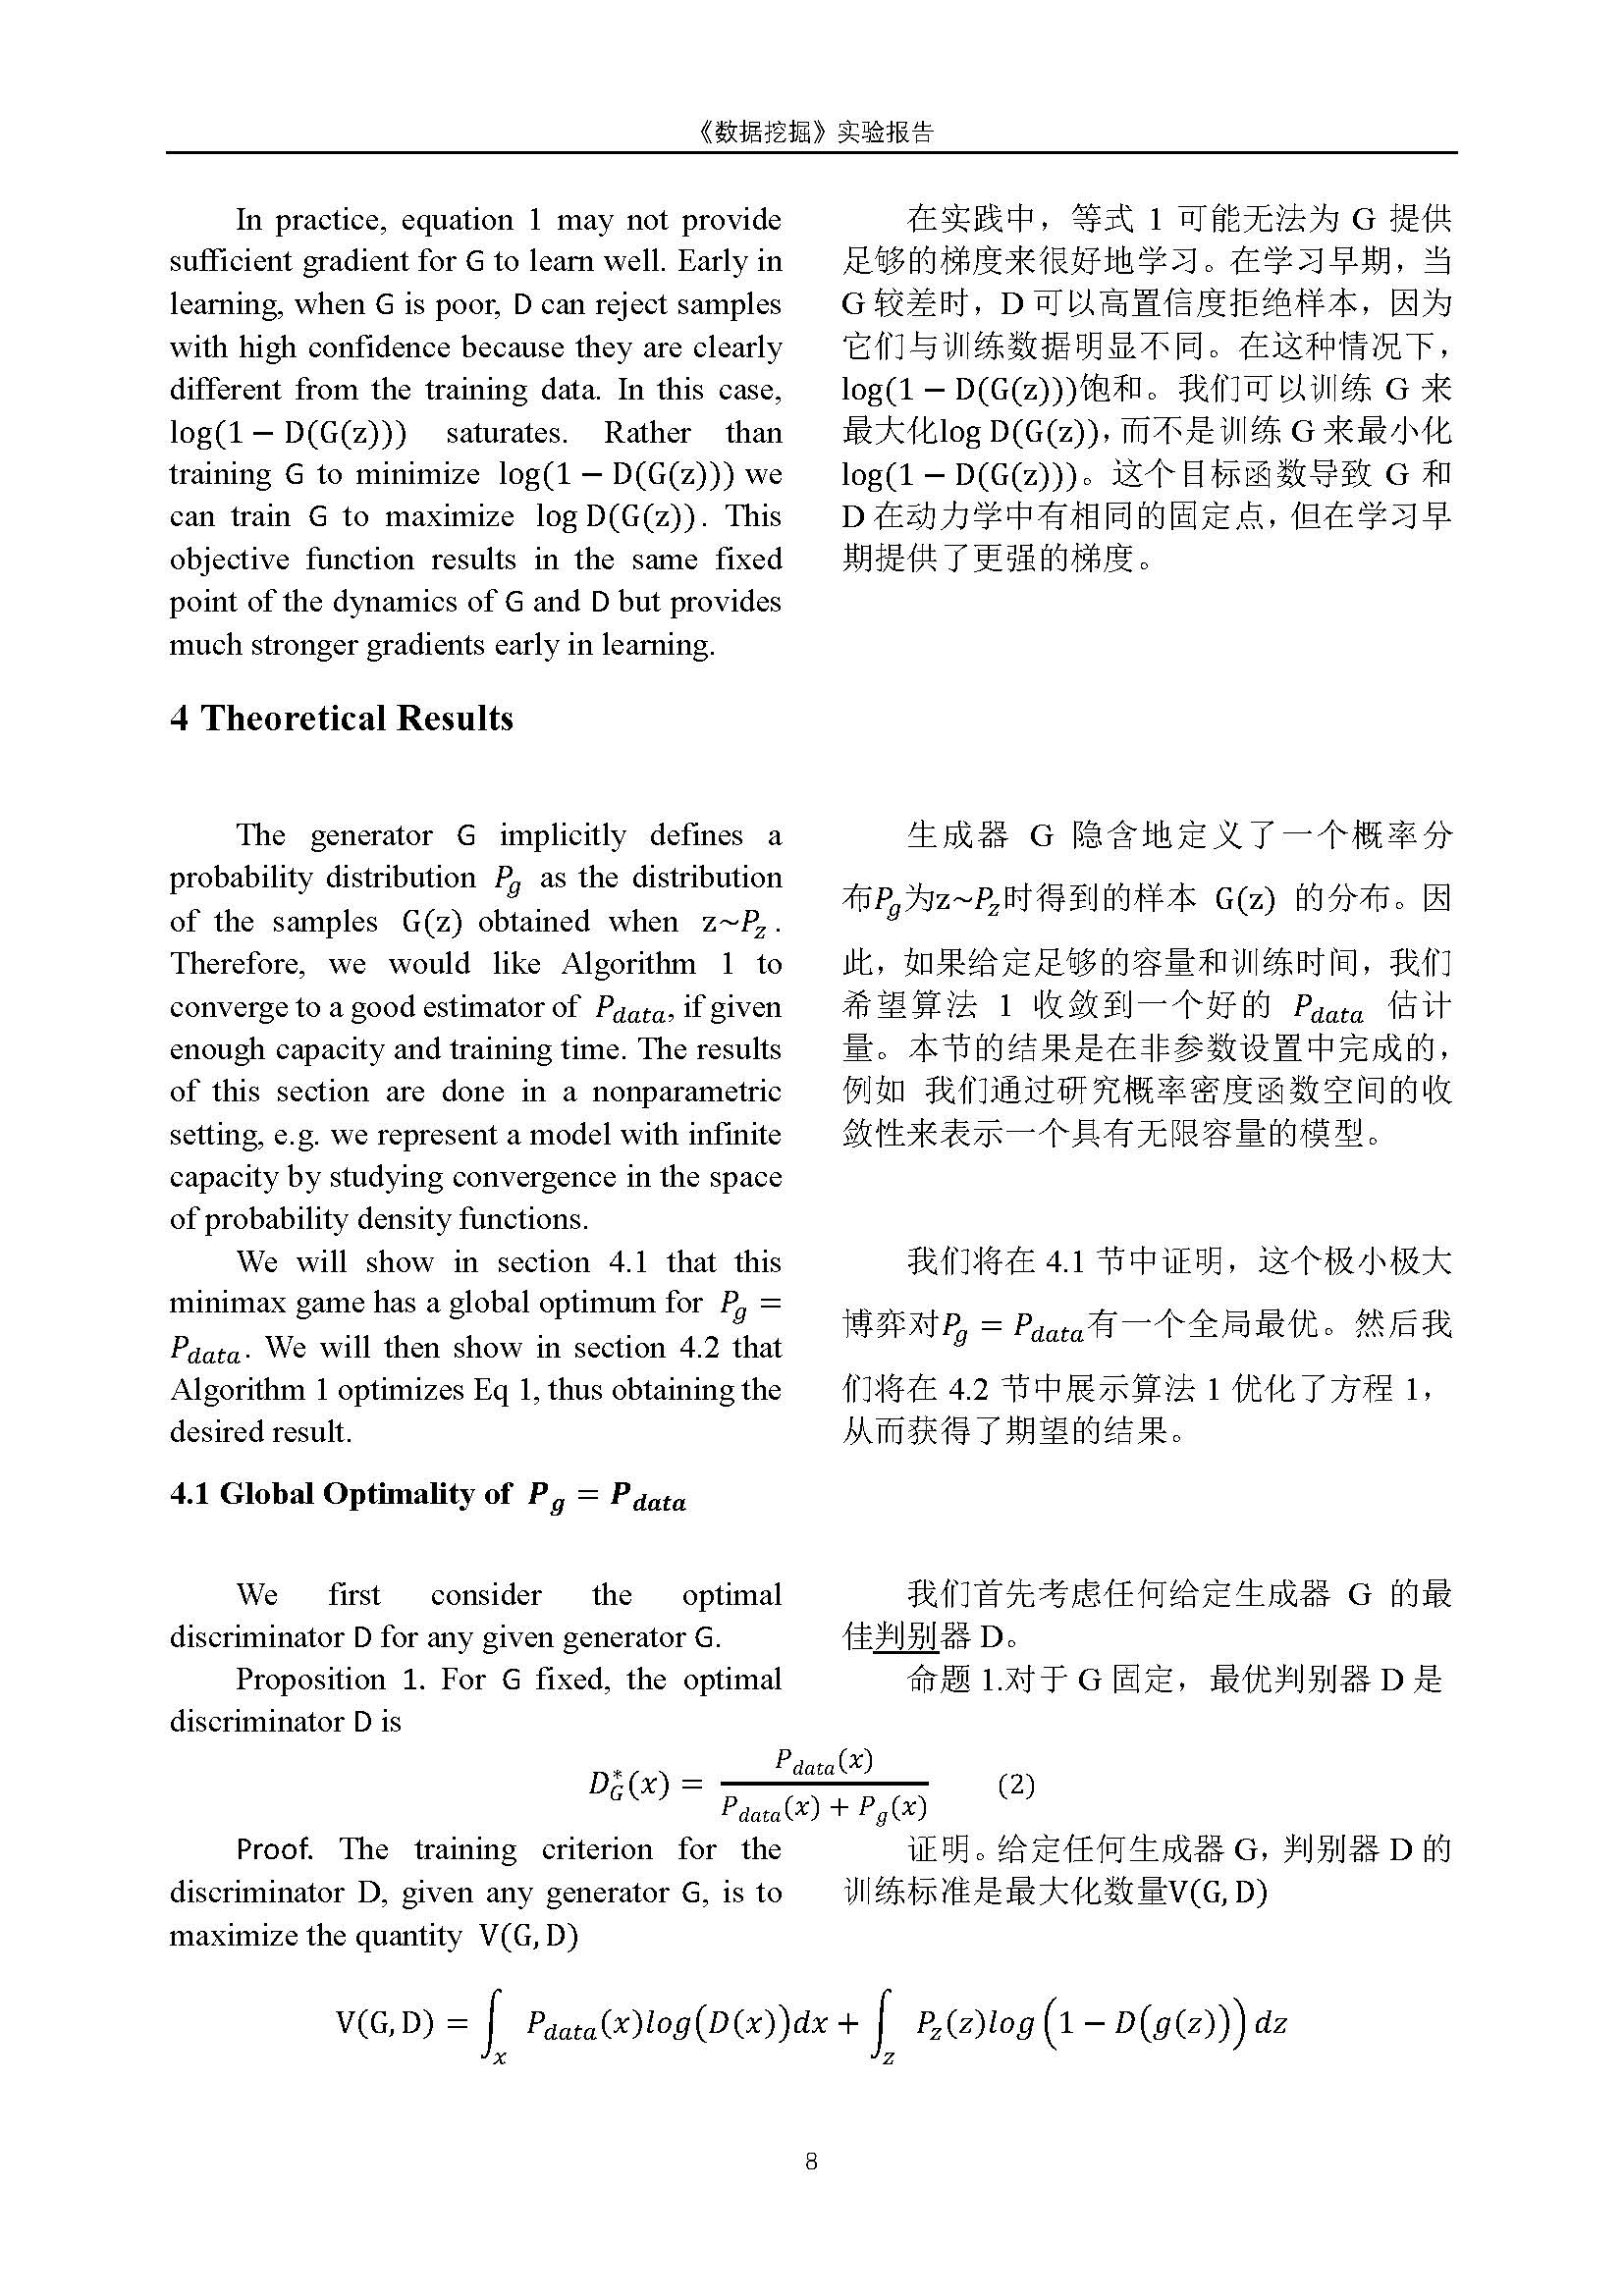 《数据挖掘》实验报告
In practice, equation 1 may not provide
sufficient gradient for G to learn well. Early in
learning, when G is poor, D can reject samples
with high confidence because they are clearly
different from the training data. In this case,
log(1 − D(G(z))) saturates. Rather than
training G to minimize log(1 − D(G(z))) we
can train G to maximize log D(G(z)). This
objective function results in the same fixed
point of the dynamics of G and D but provides
much stronger gradients early in learning.
在实践中，等式 1 可能无法为 G 提供
足够的梯度来很好地学习。在学习早期，当
G 较差时，D 可以高置信度拒绝样本，因为
它们与训练数据明显不同。在这种情况下，
log(1 − D(G(z)))饱和。我们可以训练 G 来
最大化log D(G(z))，而不是训练 G 来最小化
log(1 − D(G(z)))。这个目标函数导致 G 和
D 在动力学中有相同的固定点，但在学习早
期提供了更强的梯度。
4 Theoretical Results
The generator G implicitly defines a
probability distribution P_g as the distribution
of the samples G(z) obtained when z~P_z.
Therefore, we would like Algorithm 1 to
converge to a good estimator of P_data, if given
enough capacity and training time. The results
of this section are done in a nonparametric
setting, e.g. we represent a model with infinite
capacity by studying convergence in the space
of probability density functions.
生成器 G 隐含地定义了一个概率分
布P_g为z~P_z时得到的样本 G(z) 的分布。因
此，如果给定足够的容量和训练时间，我们
希望算法 1 收敛到一个好的 P_data 估计
量。本节的结果是在非参数设置中完成的，
例如 我们通过研究概率密度函数空间的收
敛性来表示一个具有无限容量的模型。
We will show in section 4.1 that this
minimax game has a global optimum for P_g =
P_data. We will then show in section 4.2 that
Algorithm 1 optimizes Eq 1, thus obtaining the
desired result.
我们将在 4.1 节中证明，这个极小极大
博弈对P_g = P_data有一个全局最优。然后我
们将在 4.2 节中展示算法 1 优化了方程 1，
从而获得了期望的结果。
4.1 Global Optimality of P_g = P_data
We first consider the optimal
discriminator D for any given generator G.
Proposition 1. For G fixed, the optimal
discriminator D is
我们首先考虑任何给定生成器 G 的最
佳判别器 D。
命题 1.对于 G 固定，最优判别器 D 是
D*_G(x) = P_data(x) / (P_data(x) + P_g(x)) (2)
Proof. The training criterion for the
discriminator D, given any generator G, is to
maximize the quantity V(G, D)
证明。给定任何生成器 G，判别器 D 的
训练标准是最大化数量V(G, D)
V(G, D) = ∫_x P_data(x)log(D(x))dx + ∫_z P_z(z)log(1 − D(g(z)))dz
8